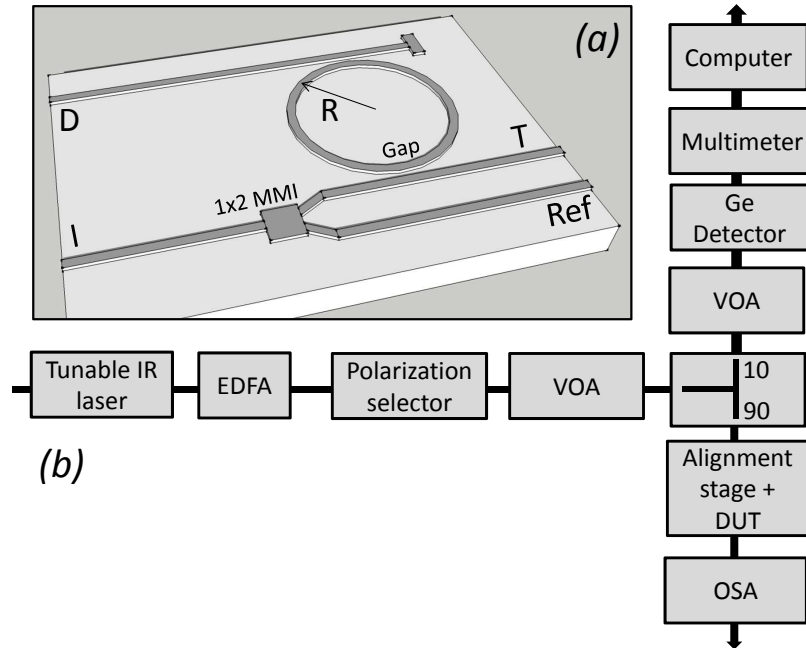 (a)
D
R
Gap
T
1x2 MMI
I
Ref
Computer
Multimeter
Ge
Detector
VOA
Tunable IR
laser
EDFA
Polarization
selector
VOA
10
90
(b)
Alignment
stage +
DUT
OSA